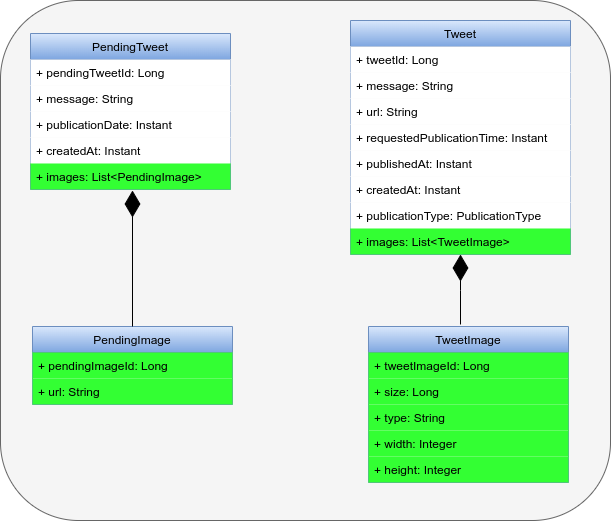 PendingTweet
+ pendingTweetId: Long
+ message: String
+ publicationDate: Instant
+ createdAt: Instant
+ images: List<PendingImage>
Tweet
+ tweetId: Long
+ message: String
+ url: String
+ requestedPublicationTime: Instant
+ publishedAt: Instant
+ createdAt: Instant
+ publicationType: PublicationType
+ images: List<TweetImage>
PendingImage
+ pendingImageId: Long
+ url: String
TweetImage
+ tweetImageId: Long
+ size: Long
+ type: String
+ width: Integer
+ height: Integer